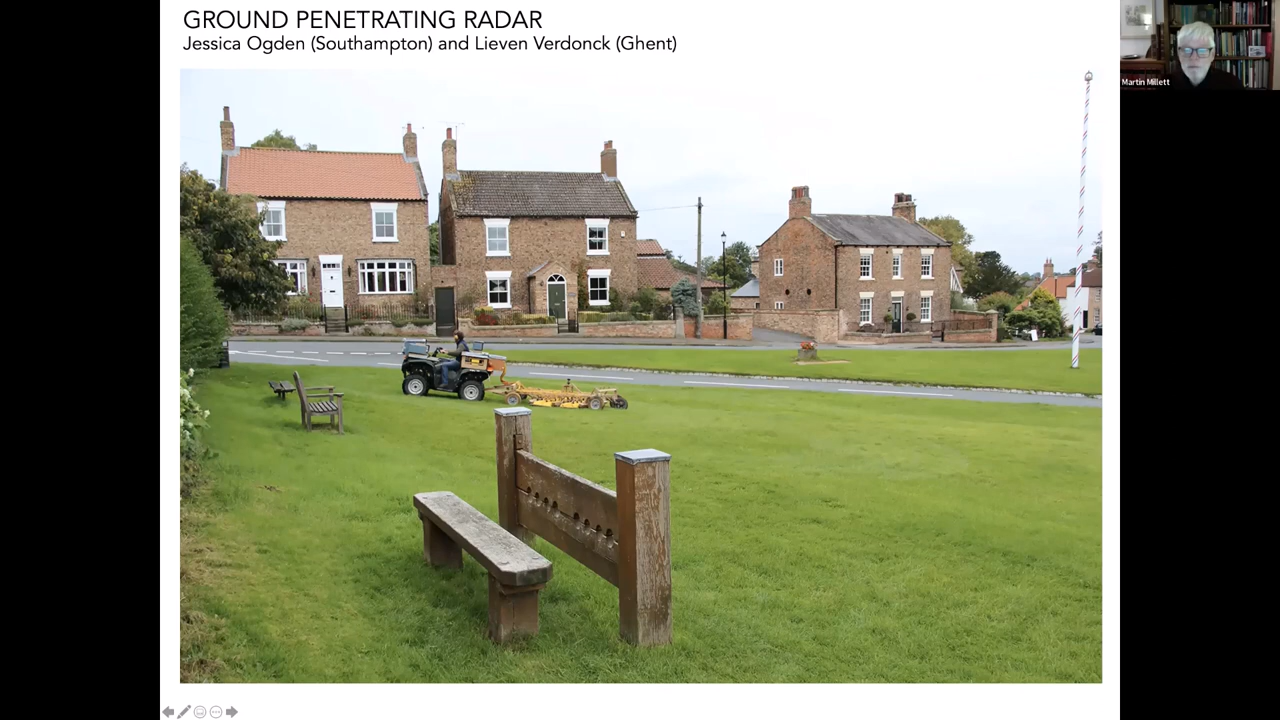 GROUND PENETRATING RADAR
Jessica Ogden (Southampton) and Lieven Verdonck (Ghent)
Martin Millett